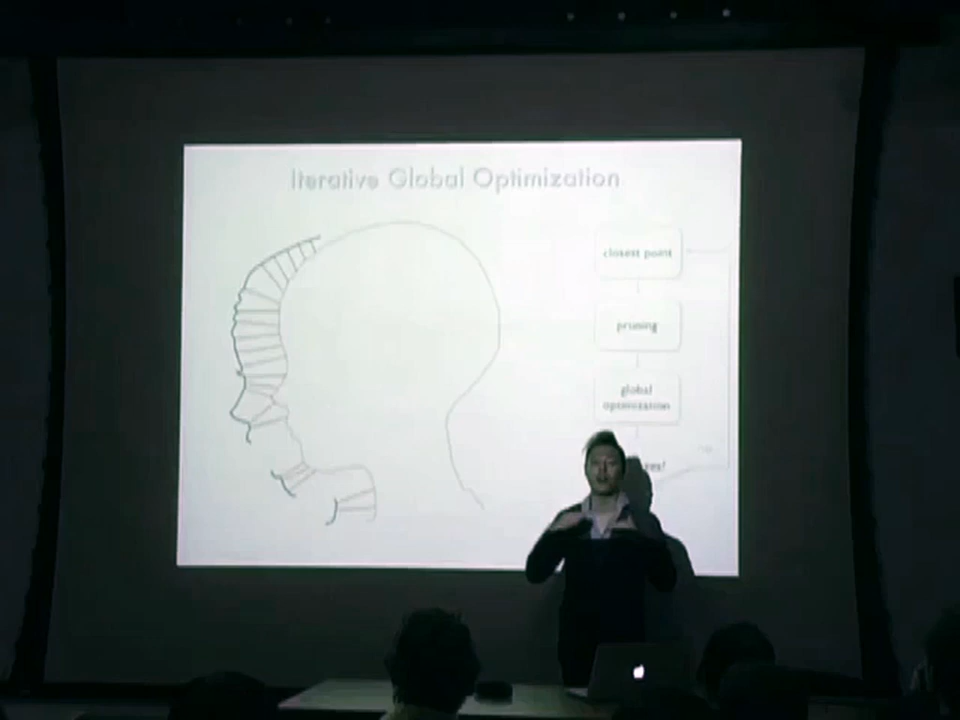 Iterative Global Optimization
closest point
pruning
global
optimization